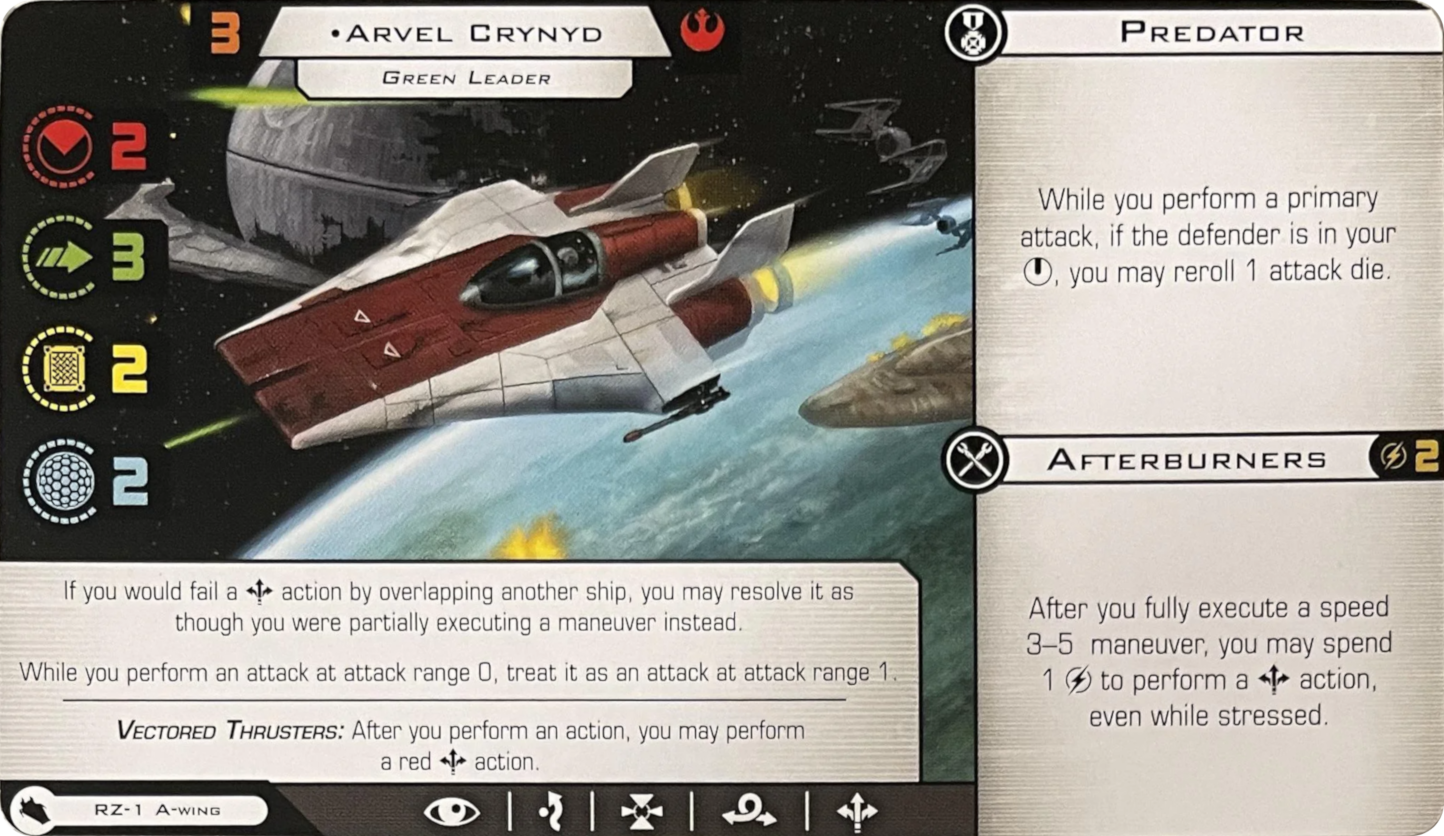 3
•Arvel Crynyd
Green Leader
2
3
2
2
If you would fail a action by overlapping another ship, you may resolve it as
though you were partially executing a maneuver instead.
While you perform an attack at attack range 0, treat it as an attack at attack range 1.
Vectored Thrusters: After you perform an action, you may perform
a red action.
RZ-1 A-wing
Predator
While you perform a primary
attack, if the defender is in your
, you may reroll 1 attack die.
Afterburners 2
After you fully execute a speed
3–5 maneuver, you may spend
1 to perform a action,
even while stressed.